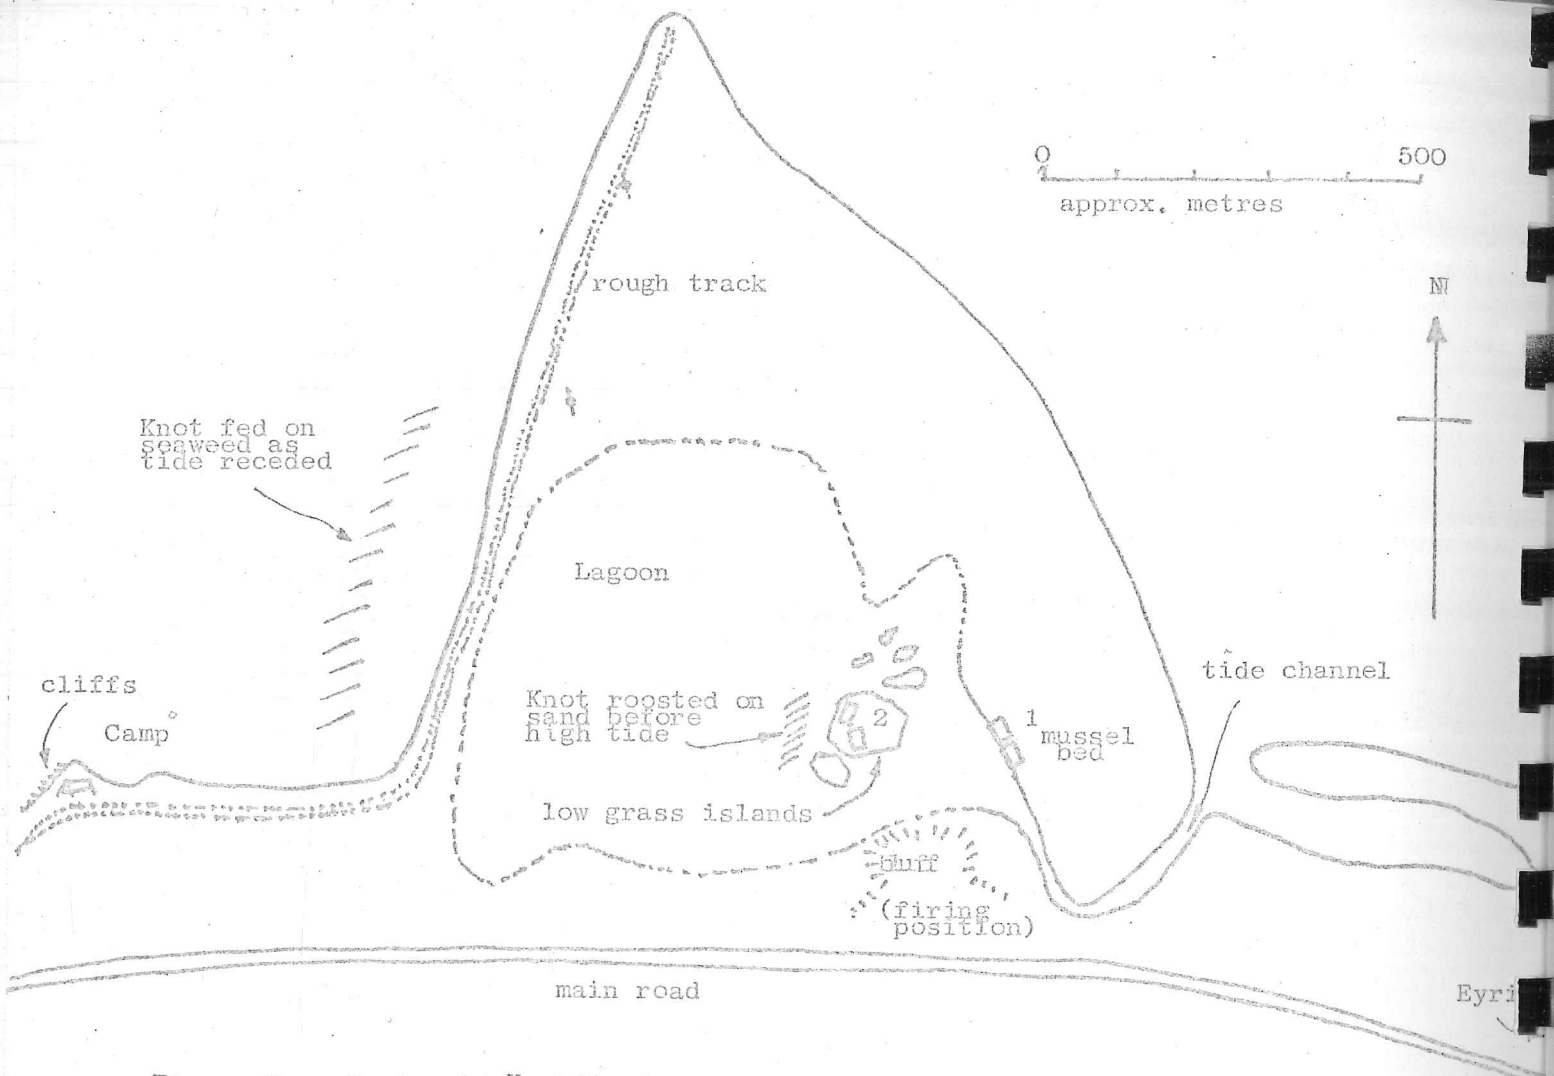 0 500
approx. metres
rough track
N
Knot fed on
seaweed as
tide receded
Lagoon
cliffs
Camp
Knot roosted on
sand before
high tide
2
1
mussel
bed
tide channel
low grass islands
bluff
(firing
position)
main road
Eyri